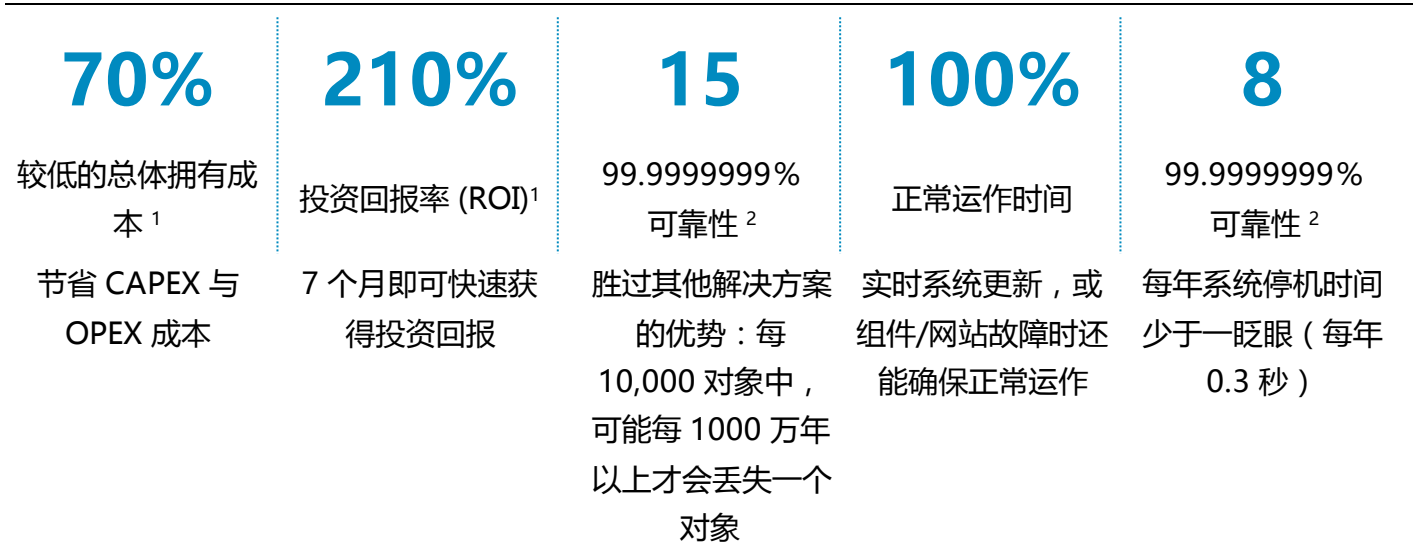 70%
较低的总体拥有成
本 1
节省 CAPEX 与
OPEX 成本
210%
投资回报率 (ROI)1
7 个月即可快速获
得投资回报
15
99.9999999%
可靠性 2
胜过其他解决方案
的优势：每
10,000 对象中，
可能每 1000 万年
以上才会丢失一个
对象
100%
正常运作时间
实时系统更新，或
组件/网站故障时还
能确保正常运作
8
99.9999999%
可靠性 2
每年系统停机时间
少于一眨眼（每年
0.3 秒）